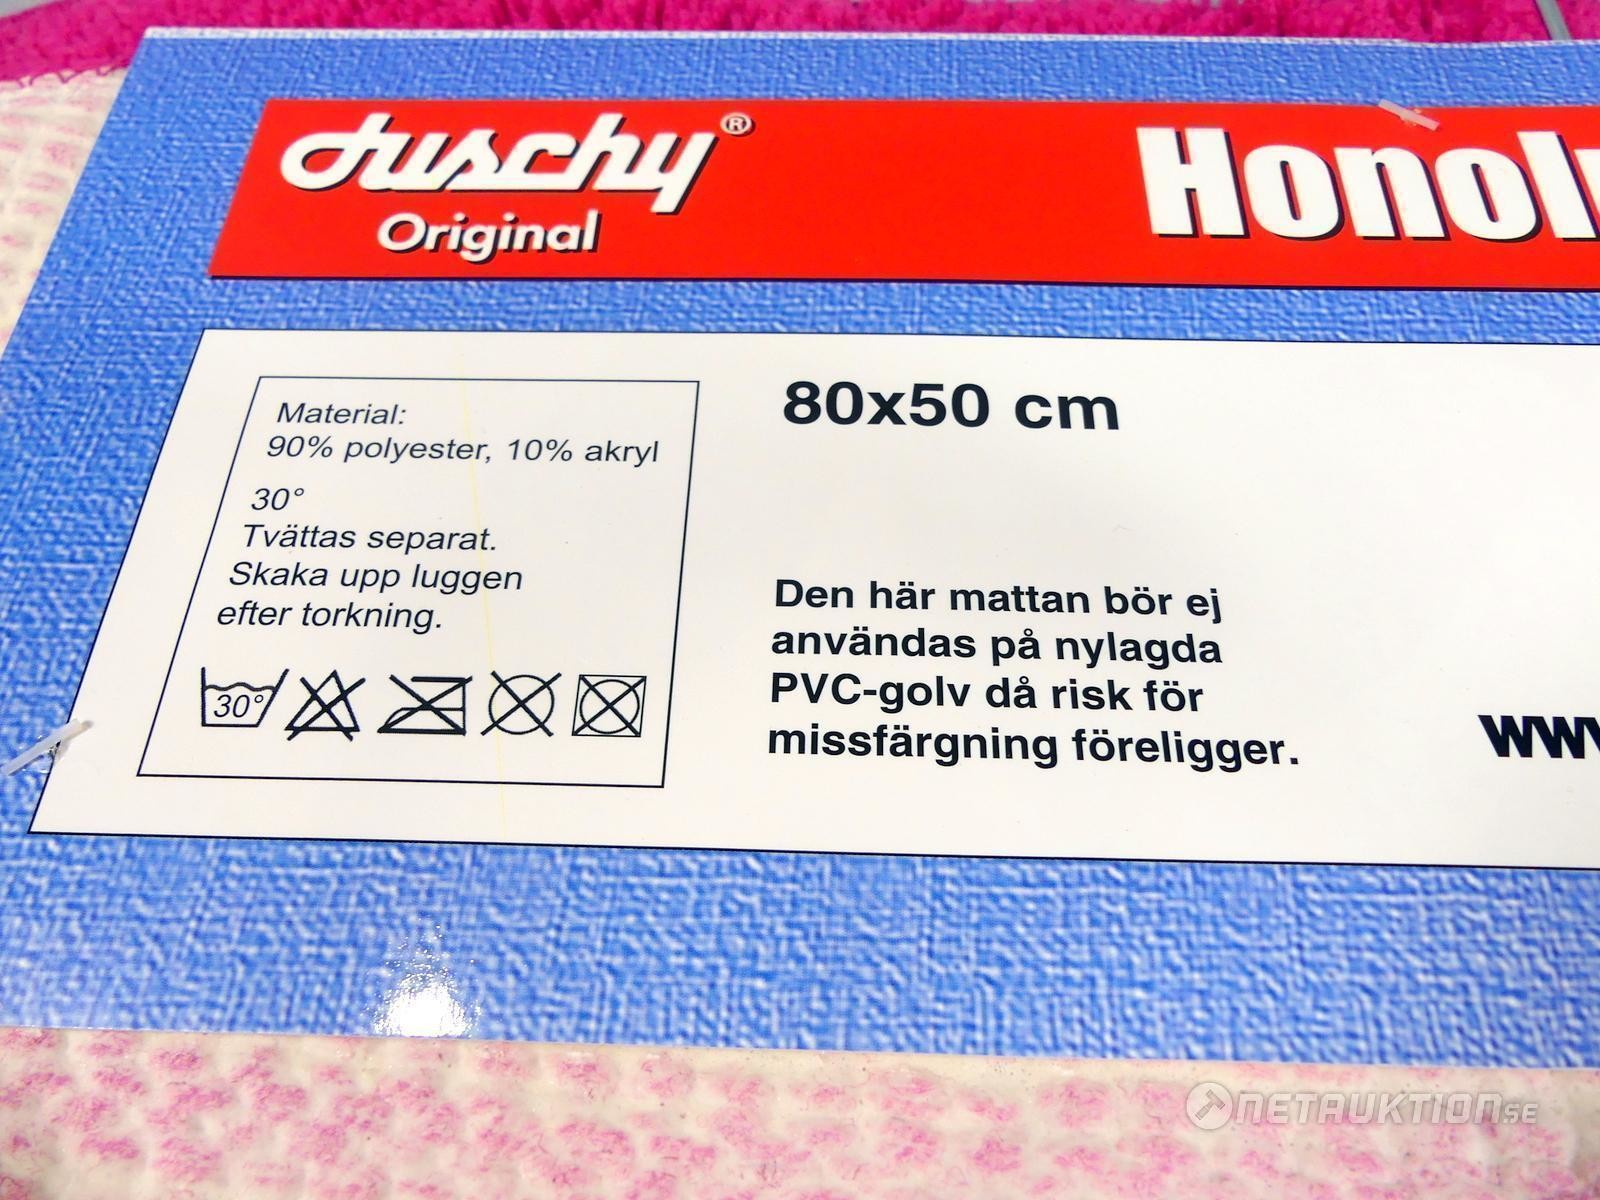 duschy®
Original
Material:
90% polyester, 10% akryl
30°
Tvättas separat.
Skaka upp luggen
efter torkning.
30°
80x50 cm
Den här mattan bör ej
användas på nylagda
PVC-golv då risk för
missfärgning föreligger.
NETAUKTION.SE